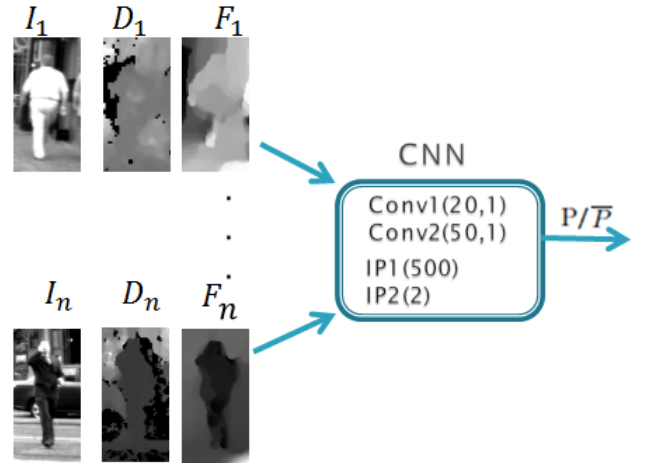 I₁ D₁ F₁
CNN
Conv1(20,1)
Conv2(50,1)
IP1(500)
IP2(2)
P/P̅
Iₙ Dₙ Fₙ